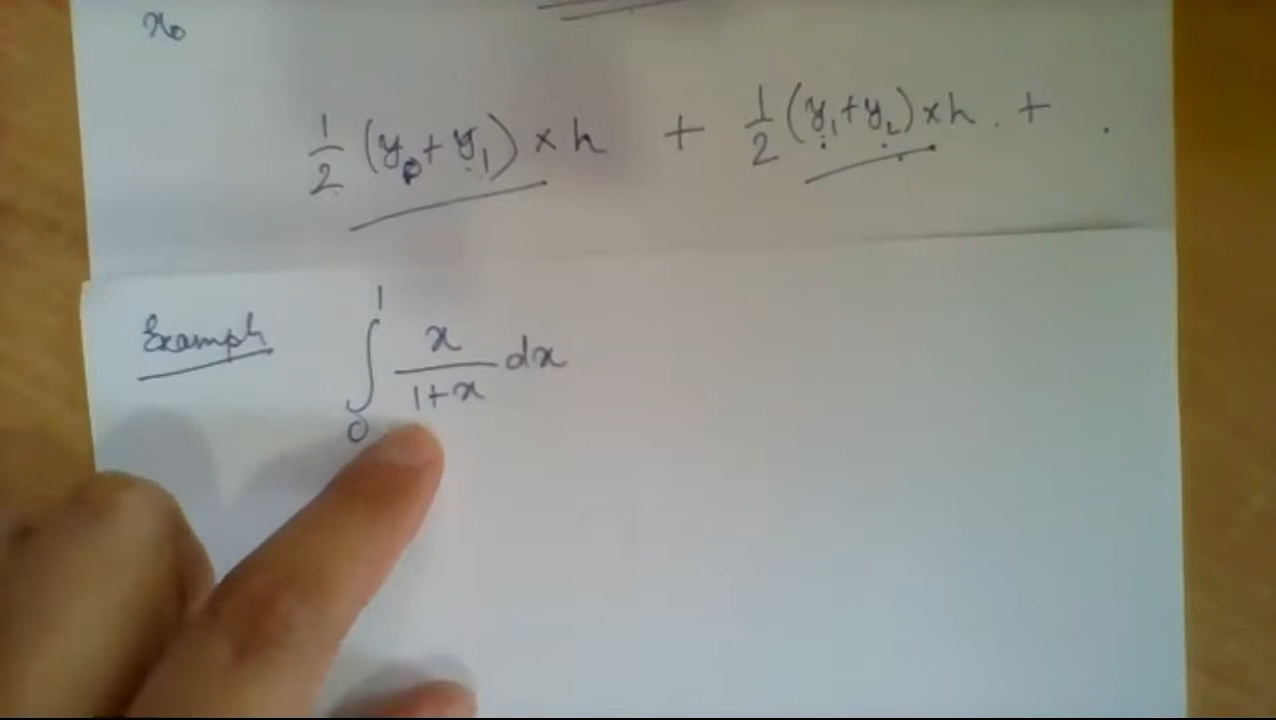 x₀
1/2 (y₀ + y₁) × h + 1/2 (y₁ + y₂) × h . + .
Example ∫₀¹ x/(1+x) dx